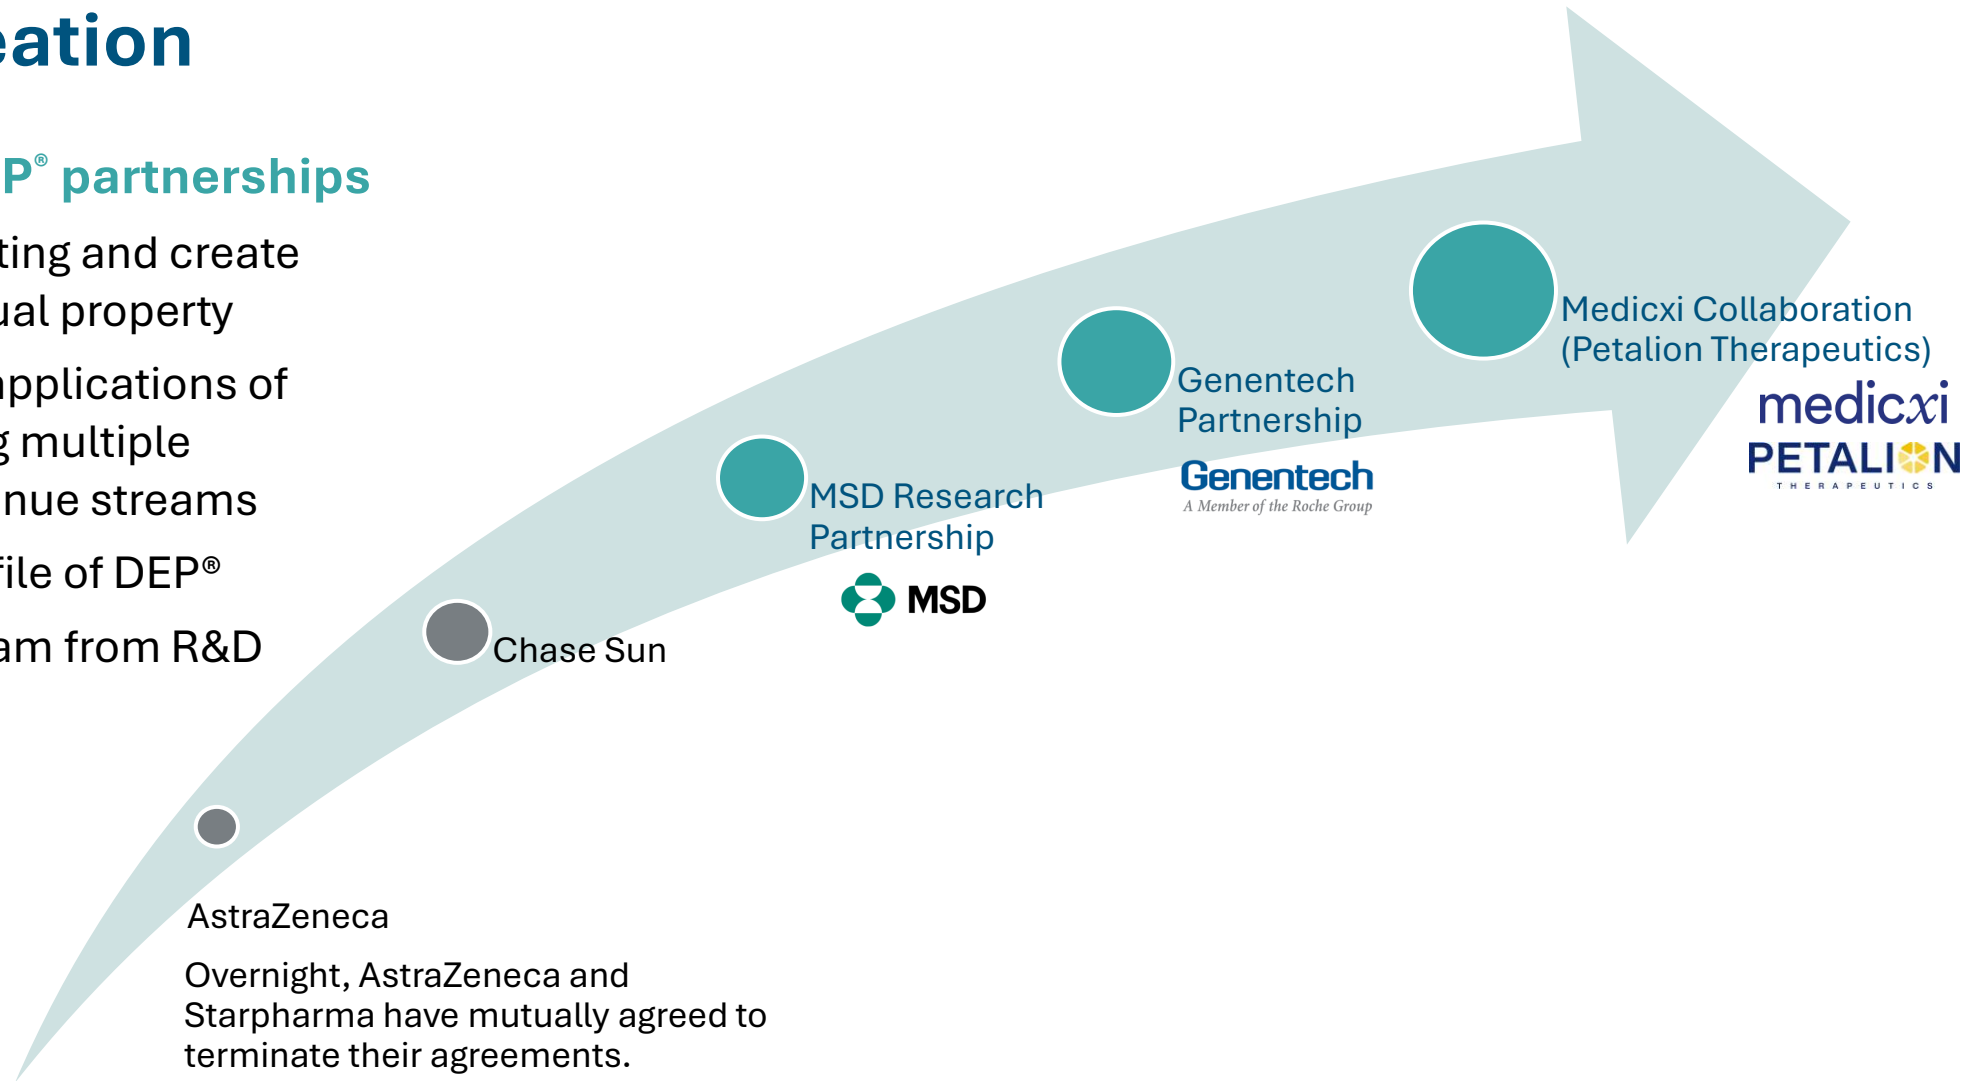 eation
P® partnerships
ting and create
ual property
applications of
g multiple
nue streams
file of DEP®
am from R&D
Medicxi Collaboration
(Petalion Therapeutics)
medicxi
PETALION
THERAPEUTICS
Genentech
Partnership
Genentech
A Member of the Roche Group
MSD Research
Partnership
MSD
Chase Sun
AstraZeneca
Overnight, AstraZeneca and
Starpharma have mutually agreed to
terminate their agreements.